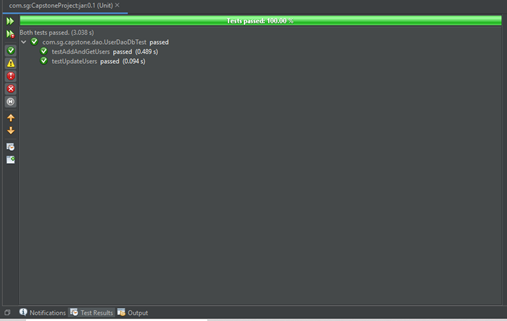 com.sg:CapstoneProject:jar:0.1 (Unit)
Tests passed: 100.00 %
Both tests passed. (3.038 s)
com.sg.capstone.dao.UserDaoDbTest passed
testAddAndGetUsers passed (0.489 s)
testUpdateUsers passed (0.094 s)
Notifications Test Results Output